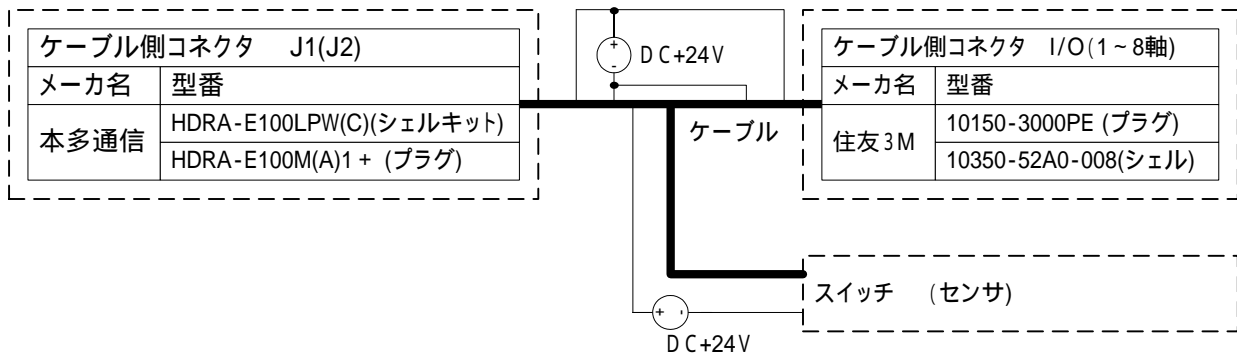 ケーブル側コネクタ J1(J2)
メーカ名 型番
本多通信
HDRA-E100LPW(C)(シェルキット)
HDRA-E100M(A)1+ (プラグ)
+
-
DC+24V
ケーブル
ケーブル側コネクタ I/O(1~8軸)
メーカ名 型番
住友3M
10150-3000PE (プラグ)
10350-52A0-008(シェル)
スイッチ (センサ)
+ -
DC+24V